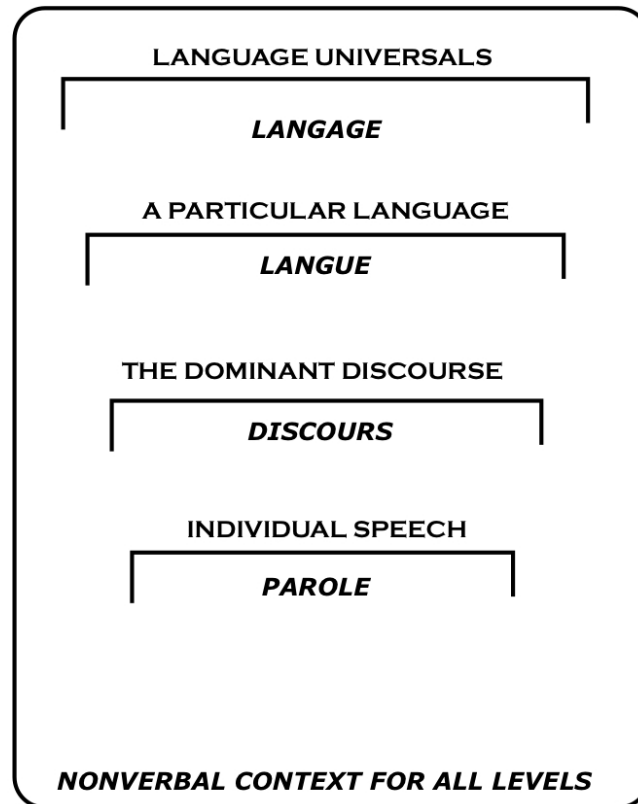 LANGUAGE UNIVERSALS
LANGAGE
A PARTICULAR LANGUAGE
LANGUE
THE DOMINANT DISCOURSE
DISCOURS
INDIVIDUAL SPEECH
PAROLE
NONVERBAL CONTEXT FOR ALL LEVELS